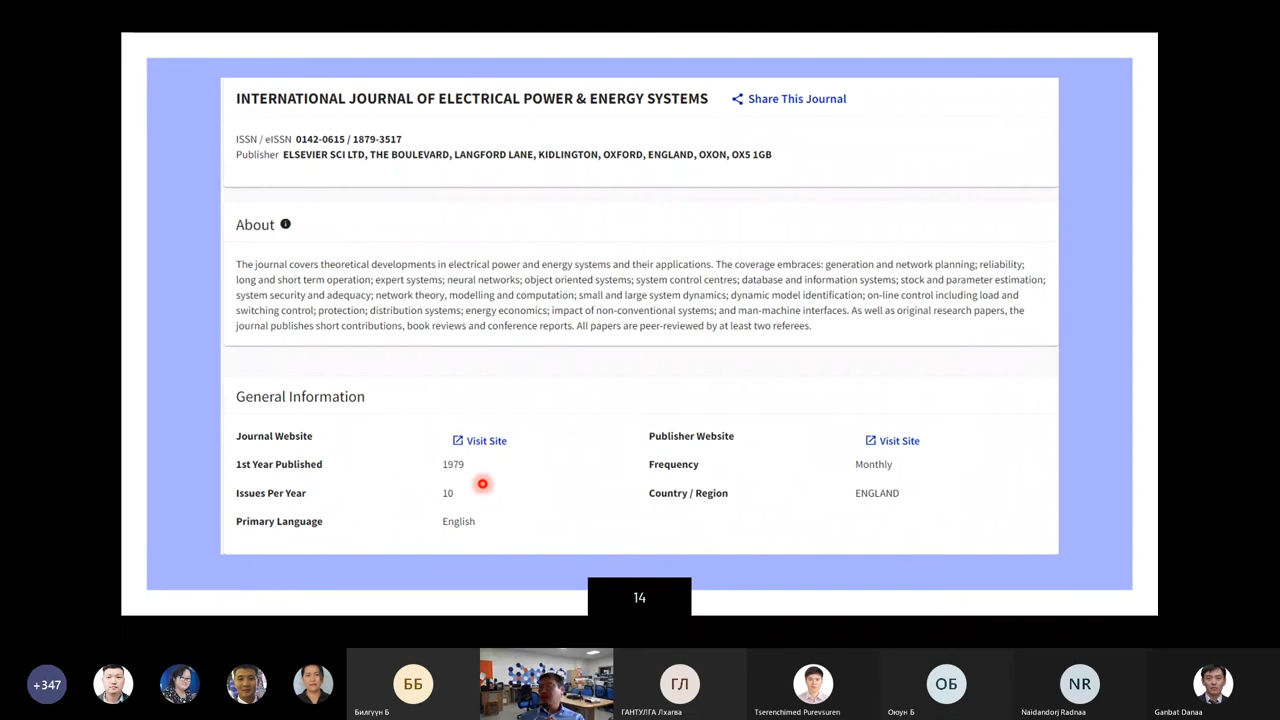 INTERNATIONAL JOURNAL OF ELECTRICAL POWER & ENERGY SYSTEMS
Share This Journal
ISSN / eISSN 0142-0615 / 1879-3517
Publisher ELSEVIER SCI LTD, THE BOULEVARD, LANGFORD LANE, KIDLINGTON, OXFORD, ENGLAND, OXON, OX5 1GB
About
The journal covers theoretical developments in electrical power and energy systems and their applications. The coverage embraces: generation and network planning; reliability;
long and short term operation; expert systems; neural networks; object oriented systems; system control centres; database and information systems; stock and parameter estimation;
system security and adequacy; network theory, modelling and computation; small and large system dynamics; dynamic model identification; on-line control including load and
switching control; protection; distribution systems; energy economics; impact of non-conventional systems; and man-machine interfaces. As well as original research papers, the
journal publishes short contributions, book reviews and conference reports. All papers are peer-reviewed by at least two referees.
General Information
Journal Website Visit Site Publisher Website Visit Site
1st Year Published 1979 Frequency Monthly
Issues Per Year 10 Country / Region ENGLAND
Primary Language English
14
+347
ББ ГЛ ОБ NR
Билгүүн Б ГАНТУЛГА Лхагва Tserenchimed Purevsuren Оюун Б Naidandorj Radnaa Ganbat Danaa